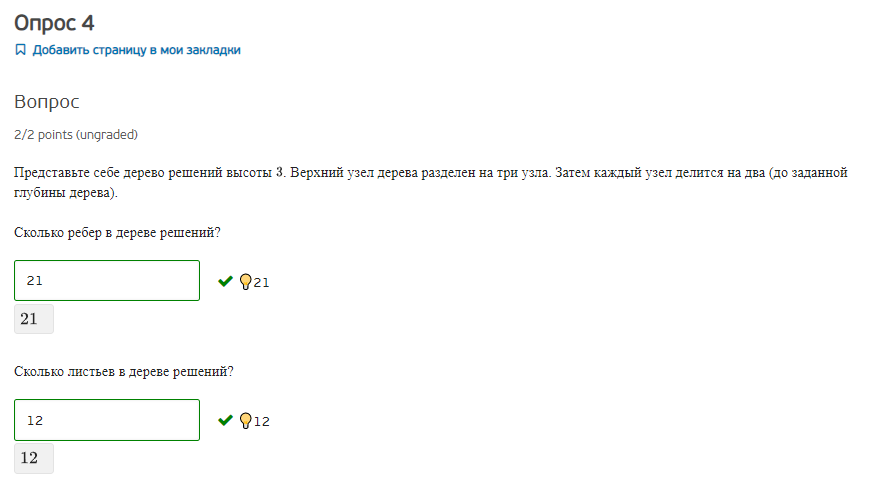 Опрос 4
Добавить страницу в мои закладки
Вопрос
2/2 points (ungraded)
Представьте себе дерево решений высоты 3. Верхний узел дерева разделен на три узла. Затем каждый узел делится на два (до заданной
глубины дерева).
Сколько ребер в дереве решений?
21
21
21
Сколько листьев в дереве решений?
12
12
12